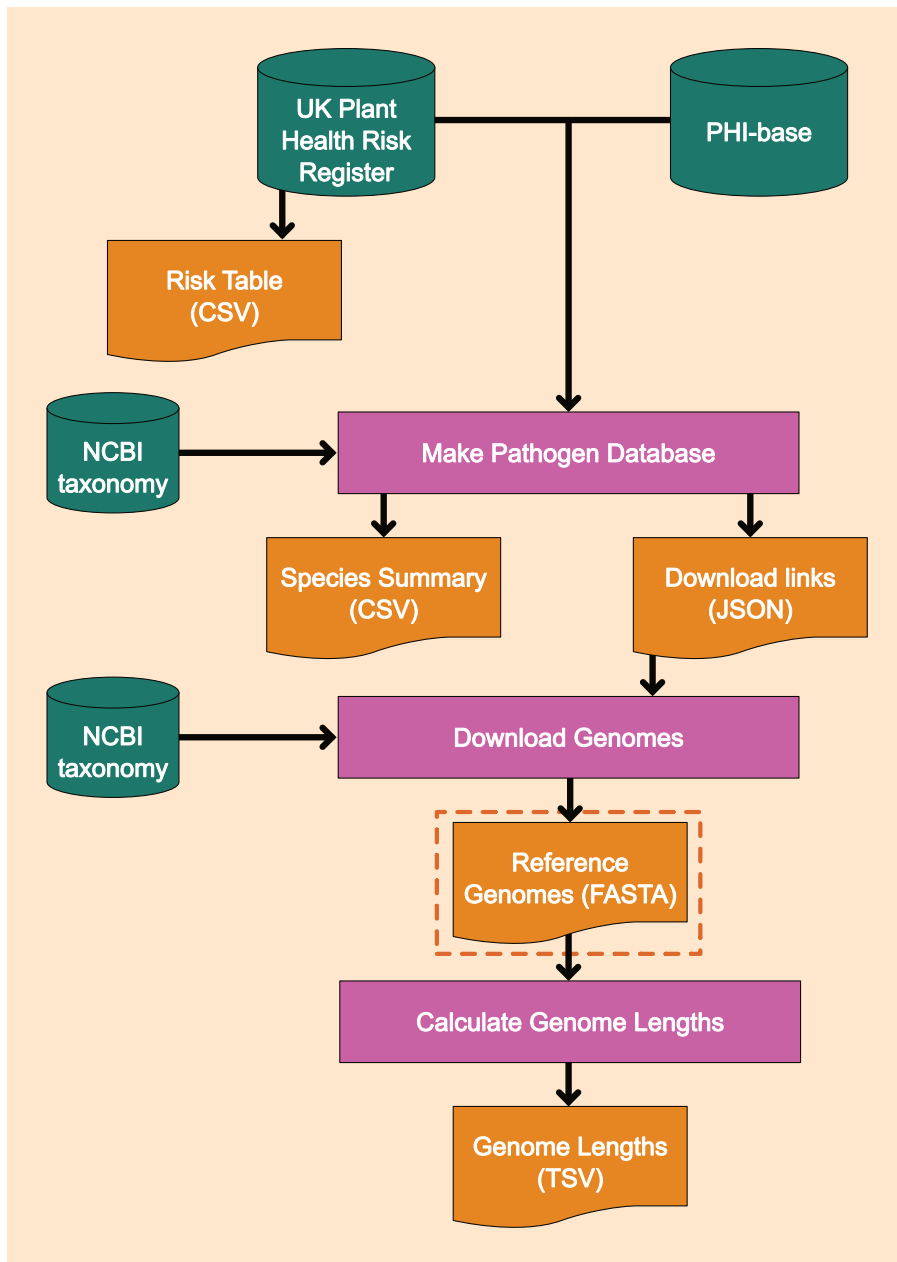 UK Plant
Health Risk
Register
PHI-base
Risk Table
(CSV)
NCBI
taxonomy
Make Pathogen Database
Species Summary
(CSV)
Download links
(JSON)
NCBI
taxonomy
Download Genomes
Reference
Genomes (FASTA)
Calculate Genome Lengths
Genome Lengths
(TSV)